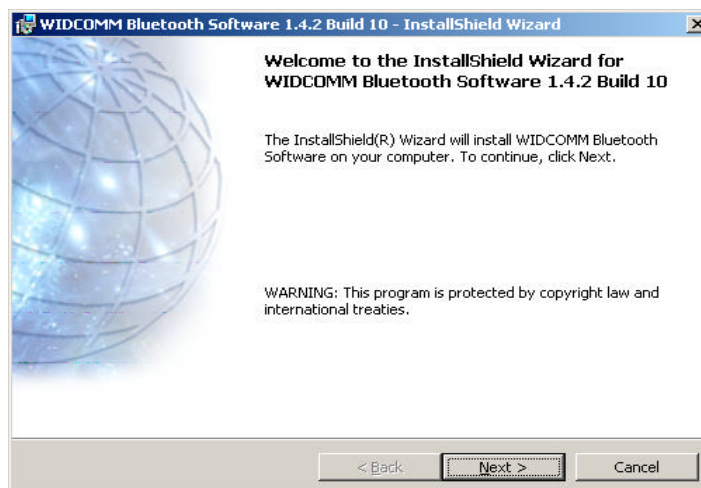 WIDCOMM Bluetooth Software 1.4.2 Build 10 - InstallShield Wizard
Welcome to the InstallShield Wizard for
WIDCOMM Bluetooth Software 1.4.2 Build 10
The InstallShield(R) Wizard will install WIDCOMM Bluetooth
Software on your computer. To continue, click Next.
WARNING: This program is protected by copyright law and
international treaties.
< Back Next > Cancel